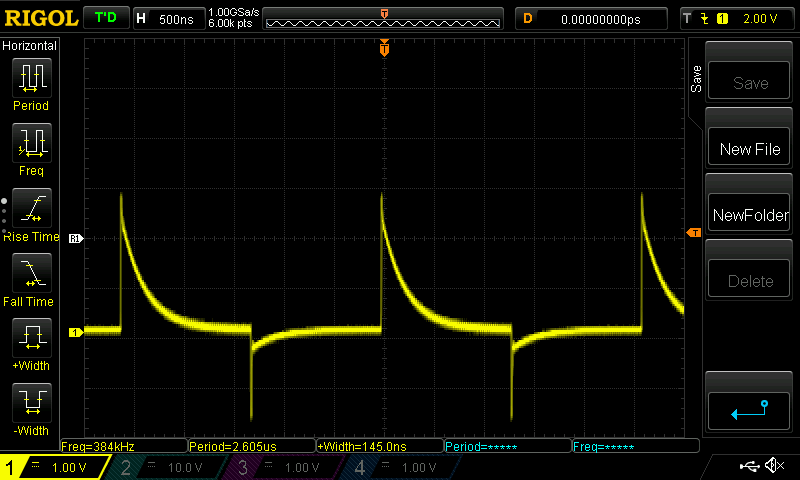 RIGOL T'D H 500ns 1.00GSa/s 6.00k pts T D 0.00000000ps T 1 2.00 V
Horizontal
Period
Freq
Rise Time
Fall Time
+Width
-Width
T
R1
T
1
Save
Save
New File
NewFolder
Delete
Freq=384kHz Period=2.605us +Width=145.0ns Period=***** Freq=*****
1 1.00 V 2 10.0 V 3 1.00 V 4 1.00 V